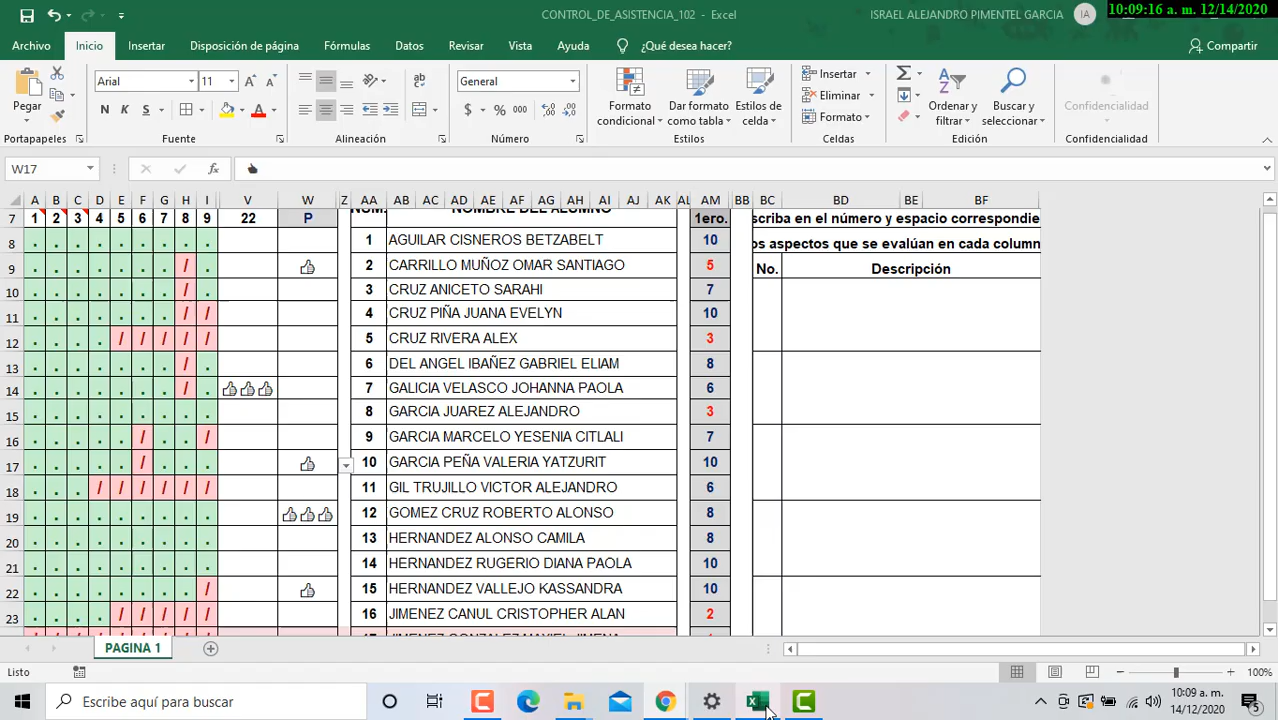 CONTROL_DE_ASISTENCIA_102 - Excel
ISRAEL ALEJANDRO PIMENTEL GARCIA
IA
10:09:16 a. m. 12/14/2020
Archivo Inicio Insertar Disposición de página Fórmulas Datos Revisar Vista Ayuda ¿Qué desea hacer? Compartir
Arial 11 General
Pegar
N K S
$ % 000
Formato condicional
Dar formato como tabla
Estilos de celda
Insertar
Eliminar
Formato
Ordenar y filtrar
Buscar y seleccionar
Confidencialidad
Portapapeles Fuente Alineación Número Estilos Celdas Edición Confidencialidad
W17 fx
A B C D E F G H I V W Z AA AB AC AD AE AF AG AH AI AJ AK AL AM BB BC BD BE BF
7 1 2 3 4 5 6 7 8 9 22 P NUM. NOMBRE DEL ALUMNO 1ero. scriba en el número y espacio correspondie
8 . . . . . . . . . 1 AGUILAR CISNEROS BETZABELT 10 os aspectos que se evalúan en cada column
9 . . . . . . . / . 2 CARRILLO MUÑOZ OMAR SANTIAGO 5 No. Descripción
10 . . . . . . . / . 3 CRUZ ANICETO SARAHI 7
11 . . . . . . . / / 4 CRUZ PIÑA JUANA EVELYN 10
12 . . . . / / / / / 5 CRUZ RIVERA ALEX 3
13 . . . . . . . / . 6 DEL ANGEL IBAÑEZ GABRIEL ELIAM 8
14 . . . . . . . / . 7 GALICIA VELASCO JOHANNA PAOLA 6
15 . . . . . . . . . 8 GARCIA JUAREZ ALEJANDRO 3
16 . . . . . / . . / 9 GARCIA MARCELO YESENIA CITLALI 7
17 . . . . . / . . . 10 GARCIA PEÑA VALERIA YATZURIT 10
18 . . . / / / / / / 11 GIL TRUJILLO VICTOR ALEJANDRO 6
19 . . . . . . . . . 12 GOMEZ CRUZ ROBERTO ALONSO 8
20 . . . . . . . . . 13 HERNANDEZ ALONSO CAMILA 8
21 . . . . . . . . . 14 HERNANDEZ RUGERIO DIANA PAOLA 10
22 . . . . . . . . / 15 HERNANDEZ VALLEJO KASSANDRA 10
23 . . . . / / / / / 16 JIMENEZ CANUL CRISTOPHER ALAN 2
PAGINA 1
Listo 100%
Escribe aquí para buscar
10:09 a. m.
14/12/2020
5